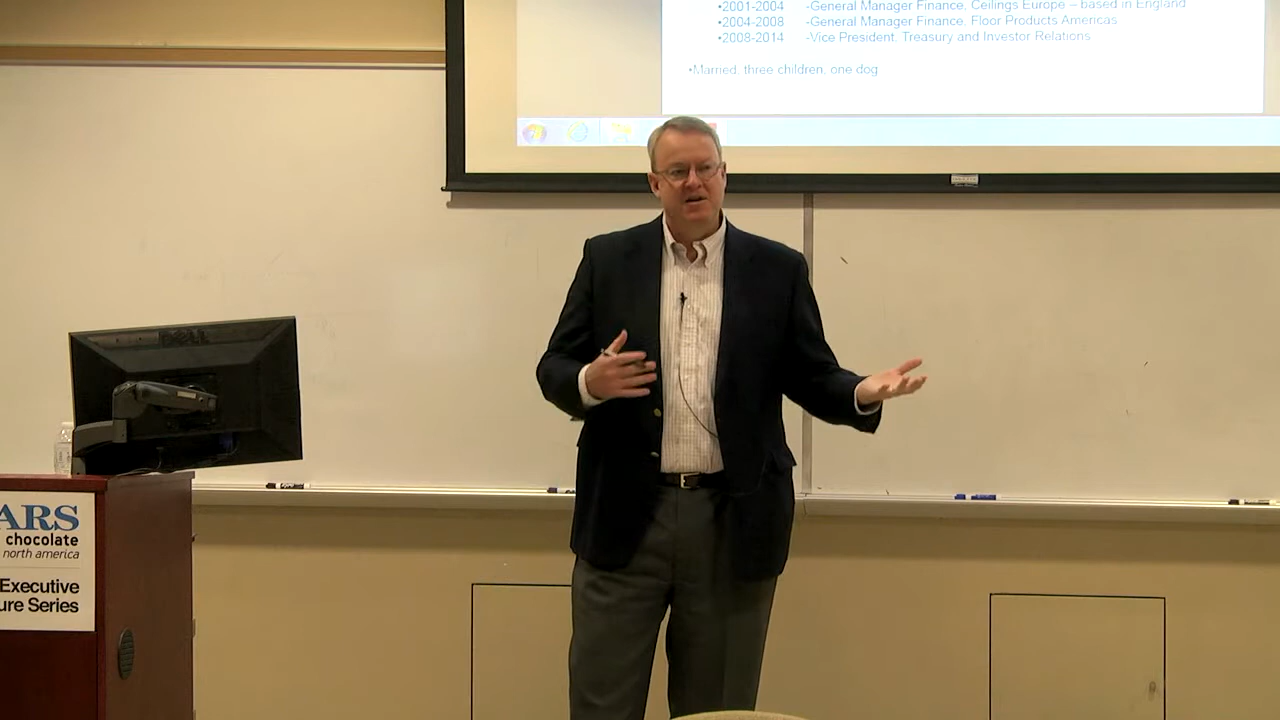 •2001-2004 -General Manager Finance, Ceilings Europe – based in England
•2004-2008 -General Manager Finance, Floor Products Americas
•2008-2014 -Vice President, Treasury and Investor Relations
•Married, three children, one dog
DELL
ARS
chocolate
north america
Executive
ure Series